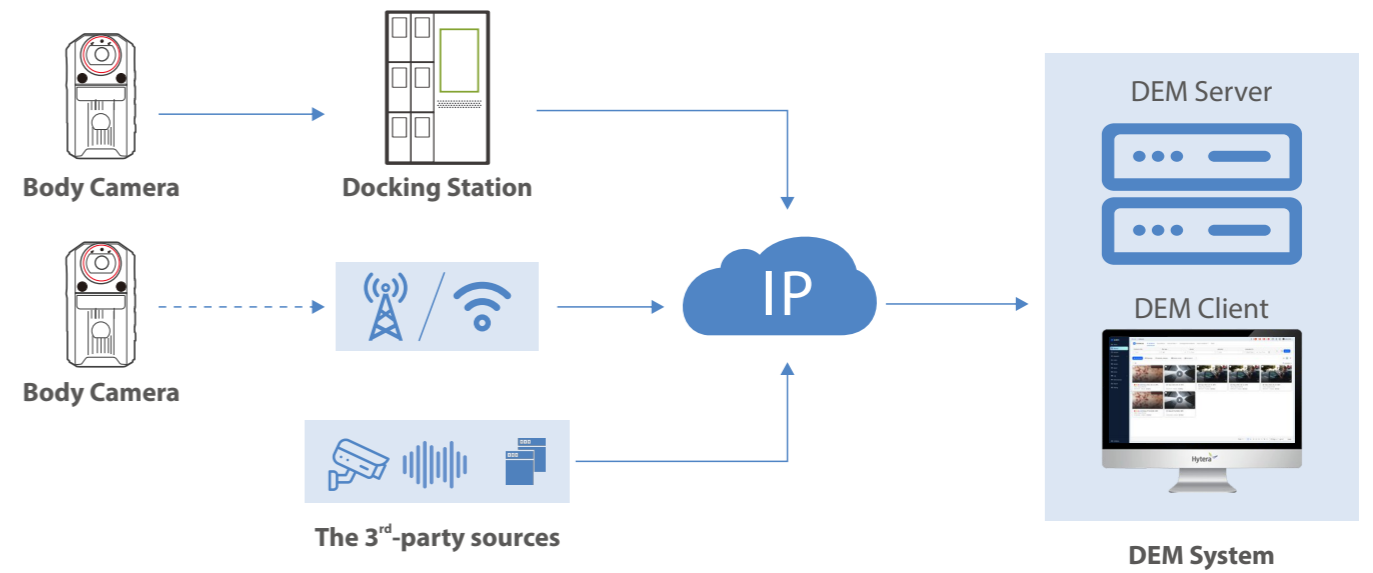 Body Camera
Docking Station
Body Camera
The 3rd-party sources
IP
DEM Server
DEM Client
Hytera
DEM System